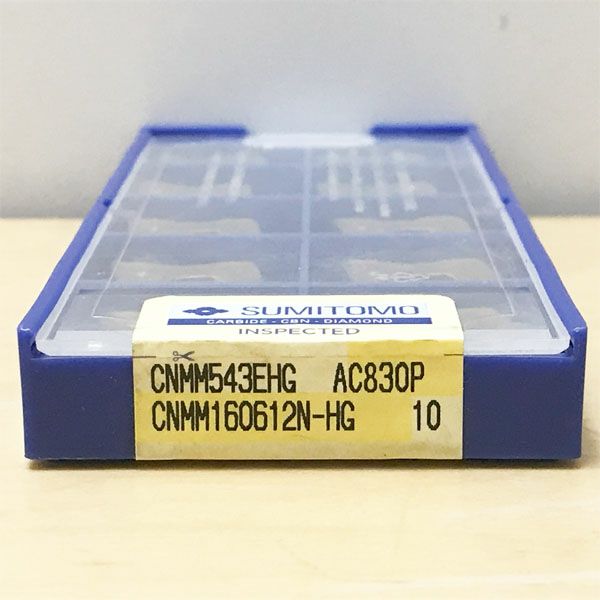 SUMITOMO
CARBIDE - CBN - DIAMOND
INSPECTED
CNMM543EHG AC830P
CNMM160612N-HG 10